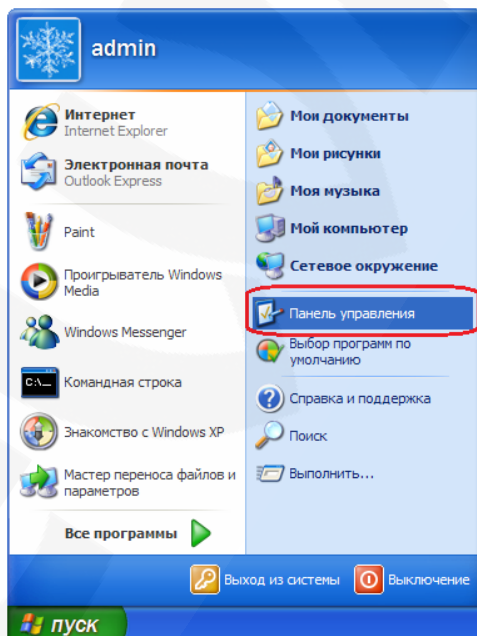 admin
Интернет
Internet Explorer
Электронная почта
Outlook Express
Paint
Проигрыватель Windows
Media
Windows Messenger
C:\_
Командная строка
Знакомство с Windows XP
Мастер переноса файлов и
параметров
Все программы
Мои документы
Мои рисунки
Моя музыка
Мой компьютер
Сетевое окружение
Панель управления
Выбор программ по
умолчанию
Справка и поддержка
Поиск
Выполнить...
Выход из системы
Выключение
пуск